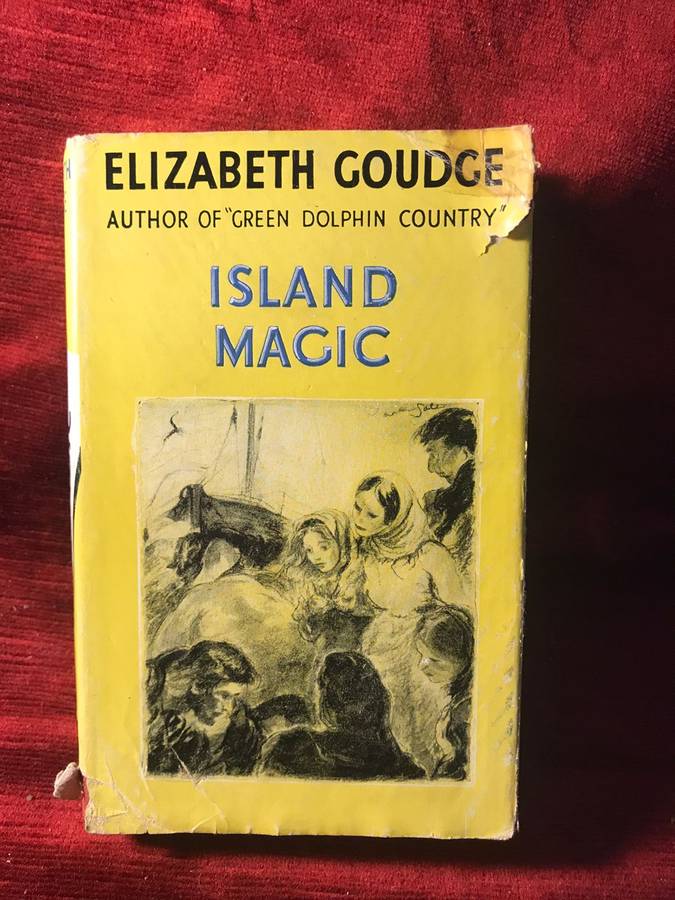 ELIZABETH GOUDGE
AUTHOR OF "GREEN DOLPHIN COUNTRY"
ISLAND
MAGIC